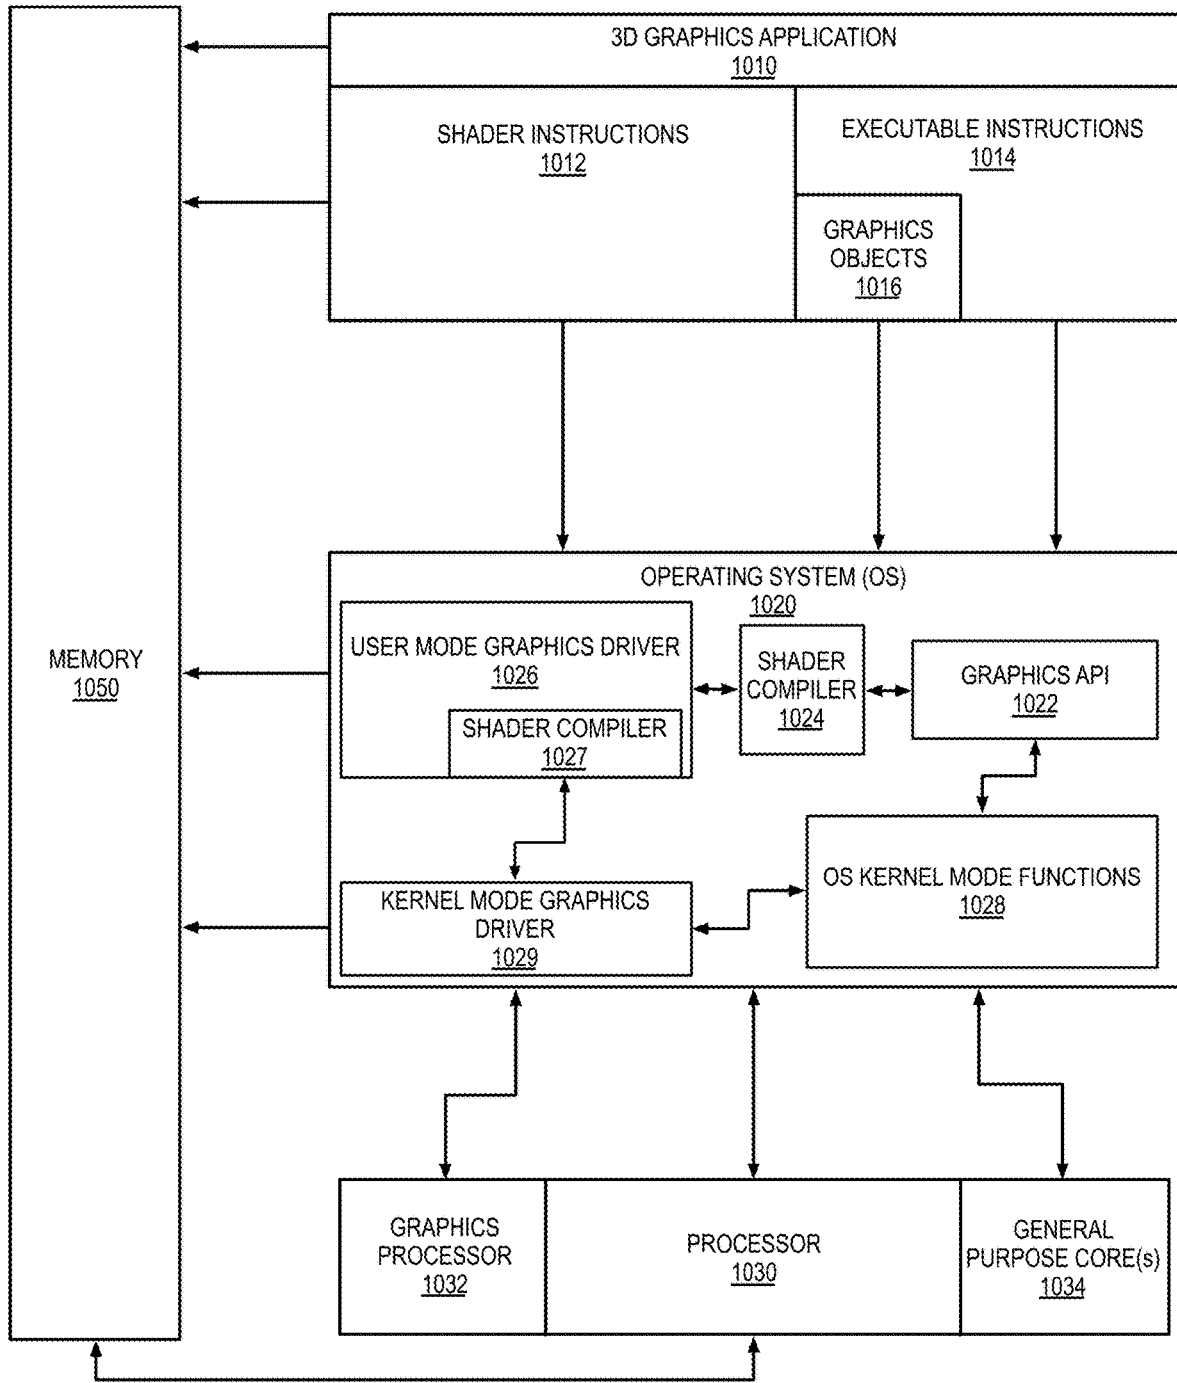 3D GRAPHICS APPLICATION
1010
SHADER INSTRUCTIONS
1012
EXECUTABLE INSTRUCTIONS
1014
GRAPHICS
OBJECTS
1016
MEMORY
1050
OPERATING SYSTEM (OS)
1020
USER MODE GRAPHICS DRIVER
1026
SHADER COMPILER
1027
SHADER
COMPILER
1024
GRAPHICS API
1022
KERNEL MODE GRAPHICS
DRIVER
1029
OS KERNEL MODE FUNCTIONS
1028
GRAPHICS
PROCESSOR
1032
PROCESSOR
1030
GENERAL
PURPOSE CORE(s)
1034